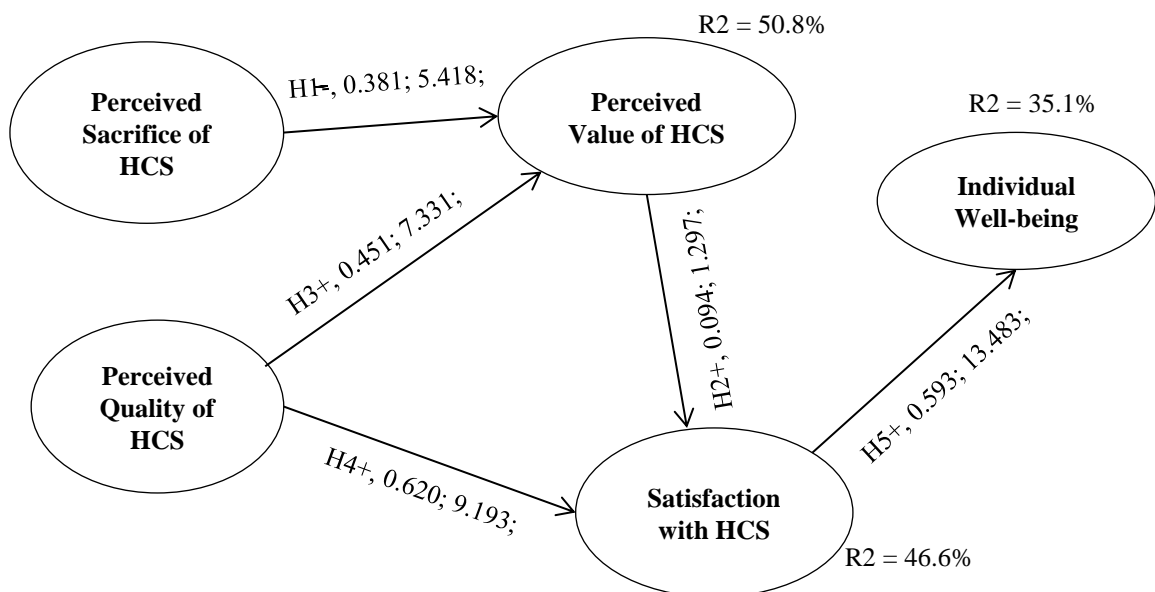 R2 = 50.8%
H1-, 0.381; 5.418;
Perceived
Sacrifice of
HCS
Perceived
Value of HCS
R2 = 35.1%
Individual
Well-being
H3+, 0.451; 7.331;
H2+, 0.094; 1.297;
Perceived
Quality of
HCS
H4+, 0.620; 9.193;
H5+, 0.593; 13.483;
Satisfaction
with HCS
R2 = 46.6%